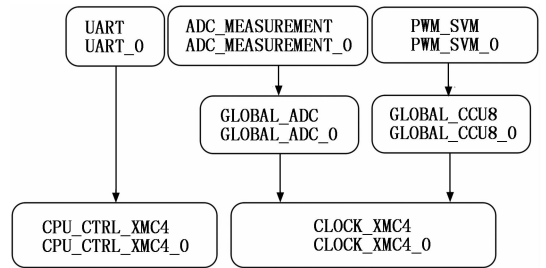 UART
UART_0
ADC_MEASUREMENT
ADC_MEASUREMENT_0
PWM_SVM
PWM_SVM_0
GLOBAL_ADC
GLOBAL_ADC_0
GLOBAL_CCU8
GLOBAL_CCU8_0
CPU_CTRL_XMC4
CPU_CTRL_XMC4_0
CLOCK_XMC4
CLOCK_XMC4_0